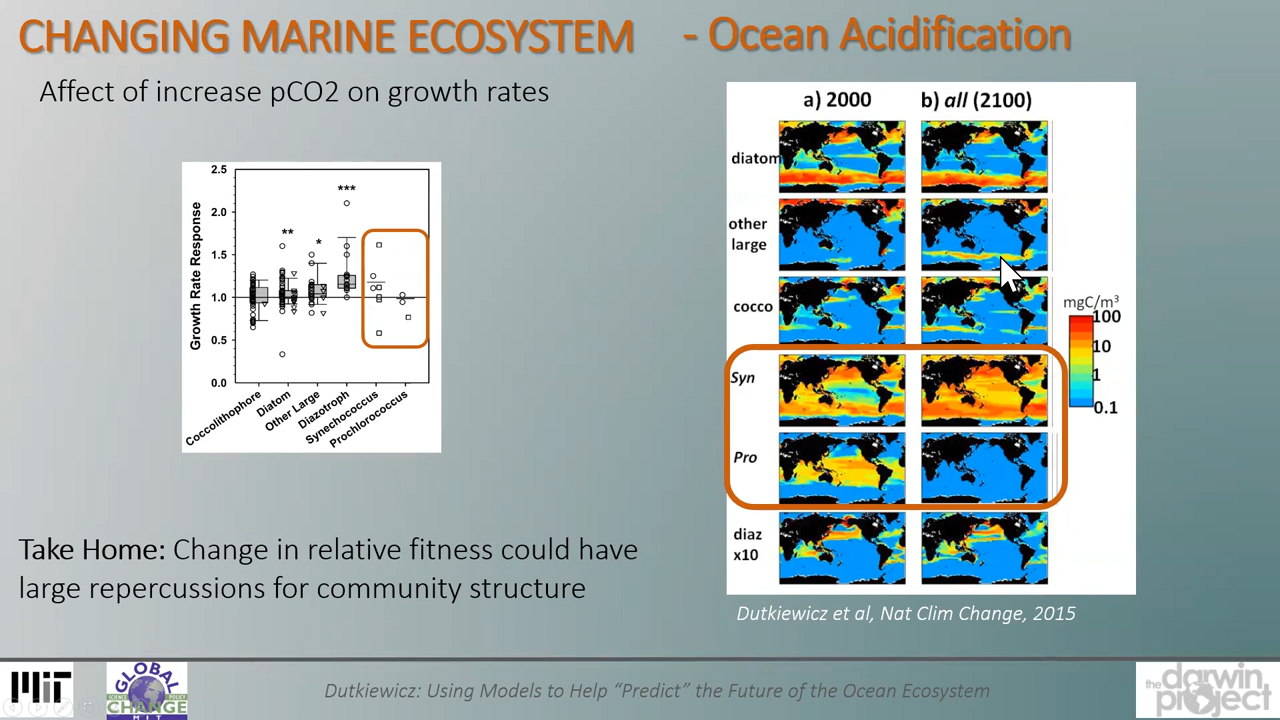 CHANGING MARINE ECOSYSTEM - Ocean Acidification
Affect of increase pCO2 on growth rates
2.5
2.0
1.5
1.0
0.5
0.0
Growth Rate Response
**
*
***
Coccolithophore
Diatom
Other Large
Diazotroph
Synechococcus
Prochlorococcus
a) 2000
b) all (2100)
diatom
other
large
cocco
Syn
Pro
diaz
x10
mgC/m³
100
10
1
0.1
Take Home: Change in relative fitness could have
large repercussions for community structure
Dutkiewicz et al, Nat Clim Change, 2015
MIT
GLOBAL
SCIENCE POLICY
CHANGE
MIT
Dutkiewicz: Using Models to Help “Predict” the Future of the Ocean Ecosystem
the darwin
project